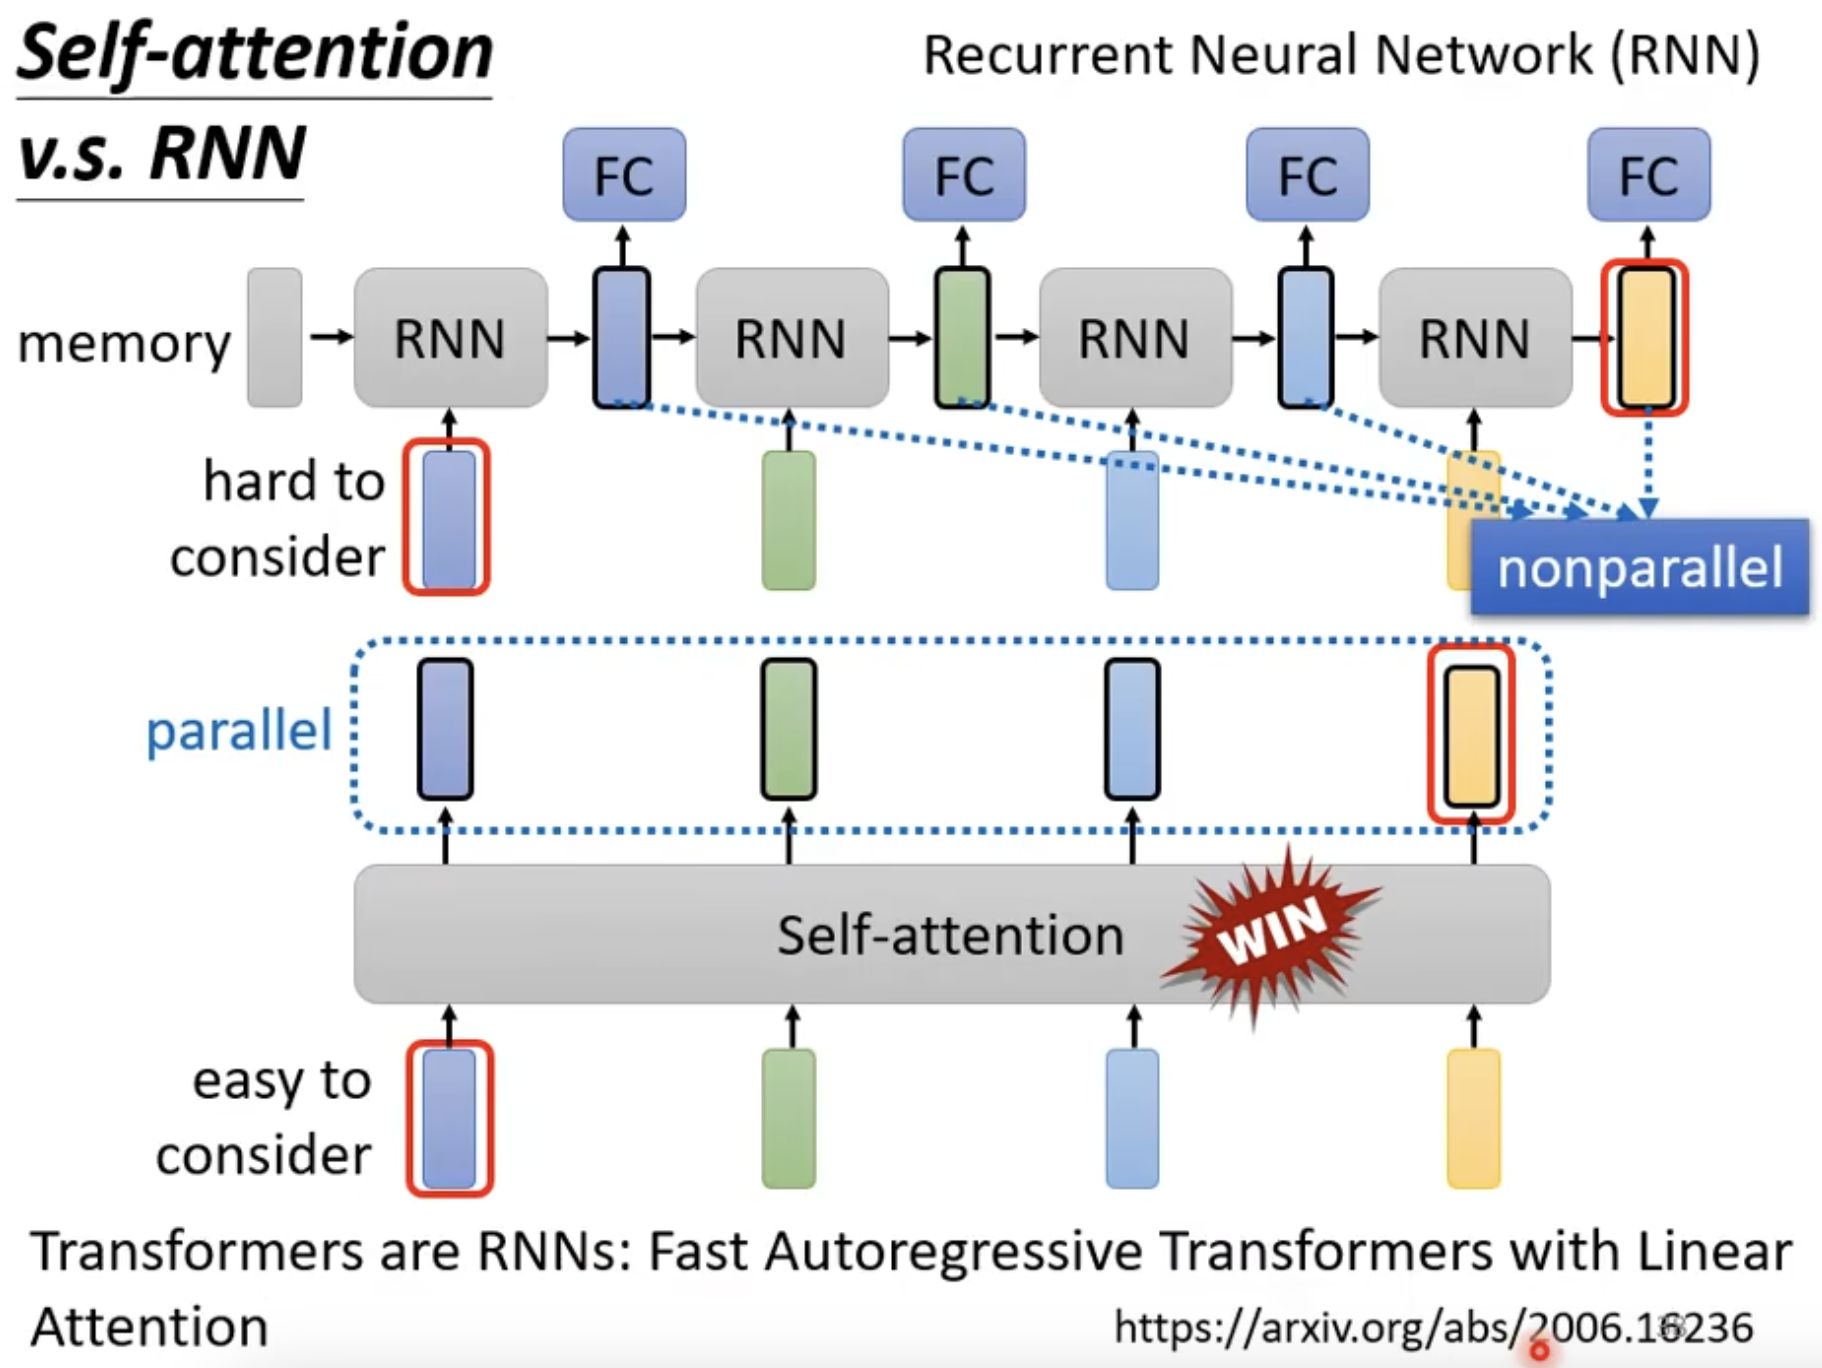 Self-attention
v.s. RNN
Recurrent Neural Network (RNN)
FC FC FC FC
memory RNN RNN RNN RNN
hard to
consider
nonparallel
parallel
Self-attention WIN
easy to
consider
Transformers are RNNs: Fast Autoregressive Transformers with Linear
Attention
https://arxiv.org/abs/2006.16236
38